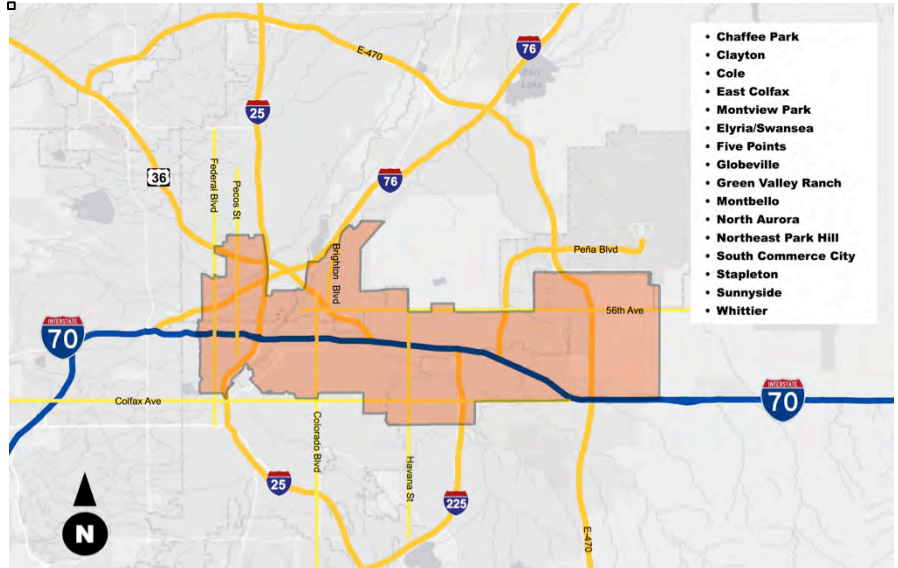 76
E-470
25
36
Federal Blvd
Pecos St
76
Brighton Blvd
Peña Blvd
56th Ave
INTERSTATE
70
Colfax Ave
Colorado Blvd
Havana St
INTERSTATE
70
25
225
E-470
N
• Chaffee Park
• Clayton
• Cole
• East Colfax
• Montview Park
• Elyria/Swansea
• Five Points
• Globeville
• Green Valley Ranch
• Montbello
• North Aurora
• Northeast Park Hill
• South Commerce City
• Stapleton
• Sunnyside
• Whittier